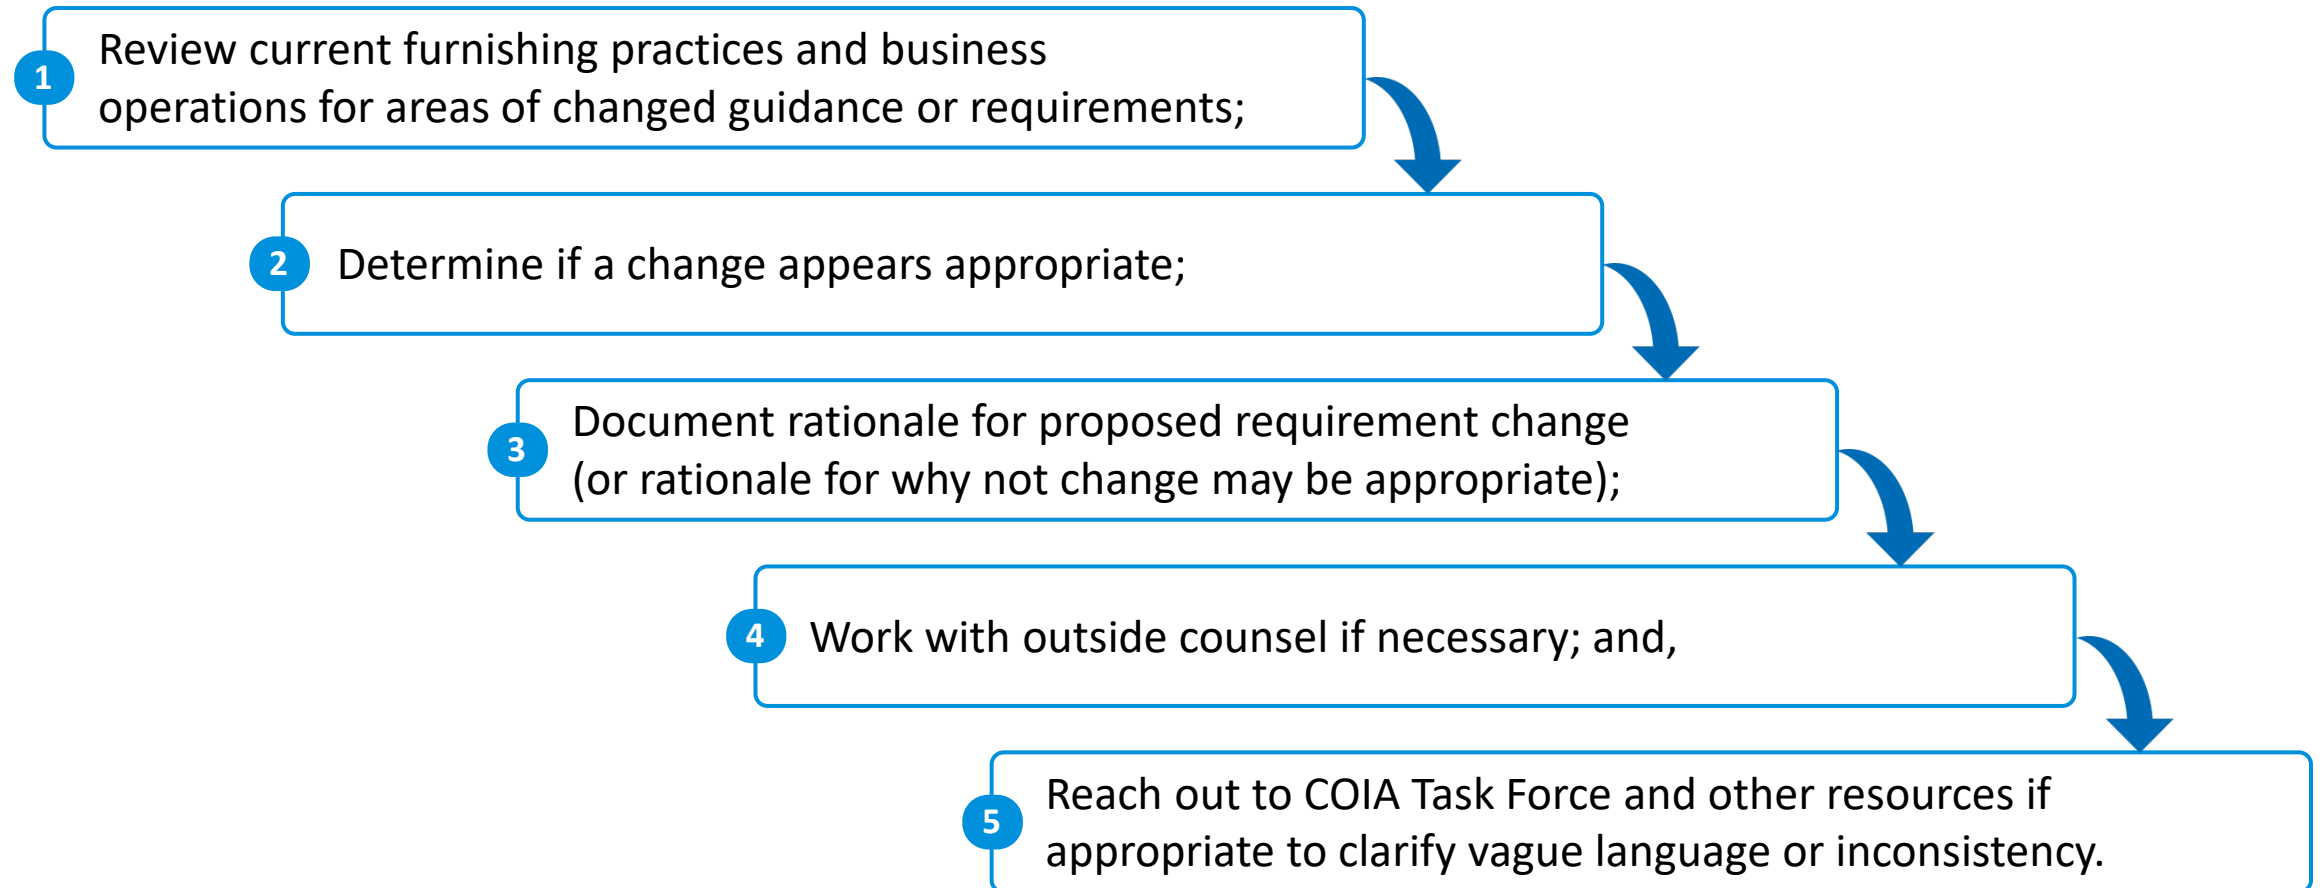 1
Review current furnishing practices and business
operations for areas of changed guidance or requirements;
2
Determine if a change appears appropriate;
3
Document rationale for proposed requirement change
(or rationale for why not change may be appropriate);
4
Work with outside counsel if necessary; and,
5
Reach out to COIA Task Force and other resources if
appropriate to clarify vague language or inconsistency.